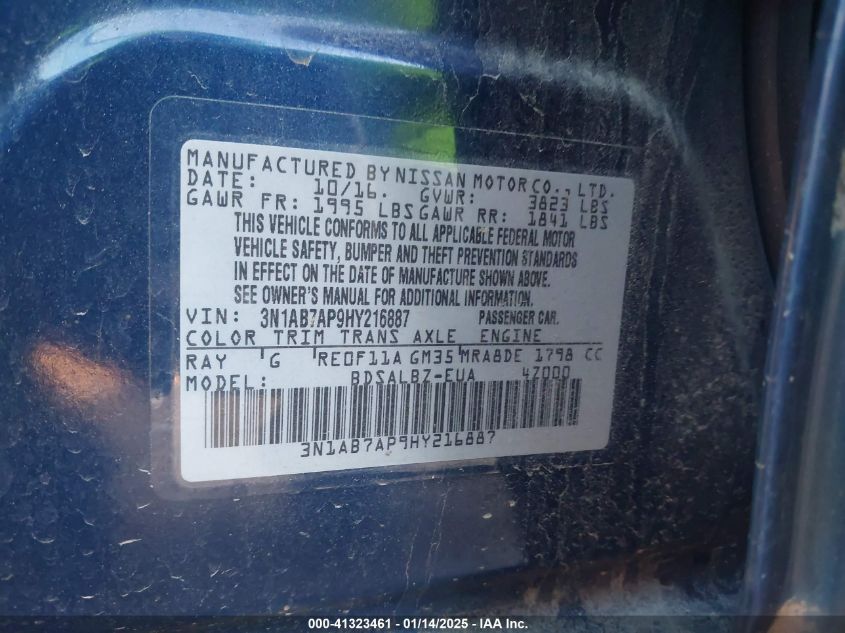 MANUFACTURED BY NISSAN MOTOR CO., LTD.
DATE: 10/16. GVWR: 3823 LBS
GAWR FR: 1995 LBS GAWR RR: 1841 LBS
THIS VEHICLE CONFORMS TO ALL APPLICABLE FEDERAL MOTOR
VEHICLE SAFETY, BUMPER AND THEFT PREVENTION STANDARDS
IN EFFECT ON THE DATE OF MANUFACTURE SHOWN ABOVE.
SEE OWNER'S MANUAL FOR ADDITIONAL INFORMATION.
VIN: 3N1AB7AP9HY216887 PASSENGER CAR.
COLOR TRIM TRANS AXLE ENGINE
RAY 'G RE0F11A GM35'MRA8DE 1798 CC
MODEL: BDSALBZ-EUA 47000
3N1AB7AP9HY216887
000-41323461 - 01/14/2025 - IAA Inc.